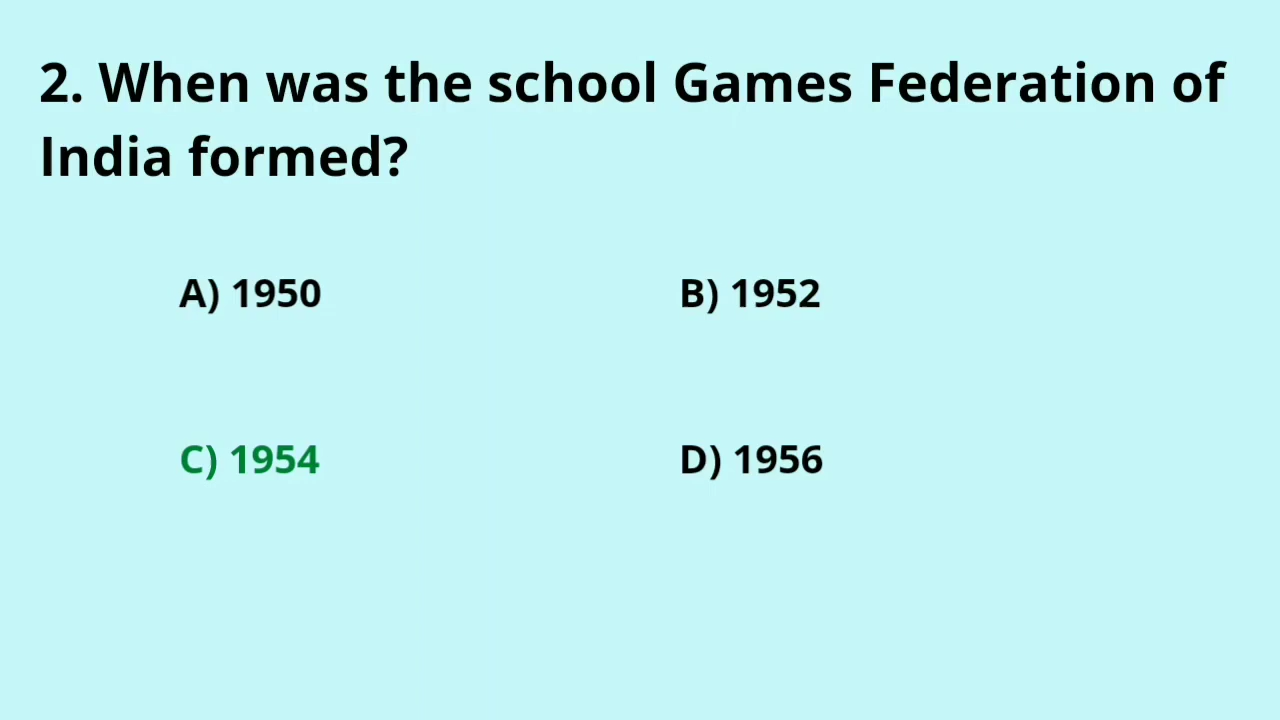 2. When was the school Games Federation of
India formed?
A) 1950
B) 1952
C) 1954
D) 1956